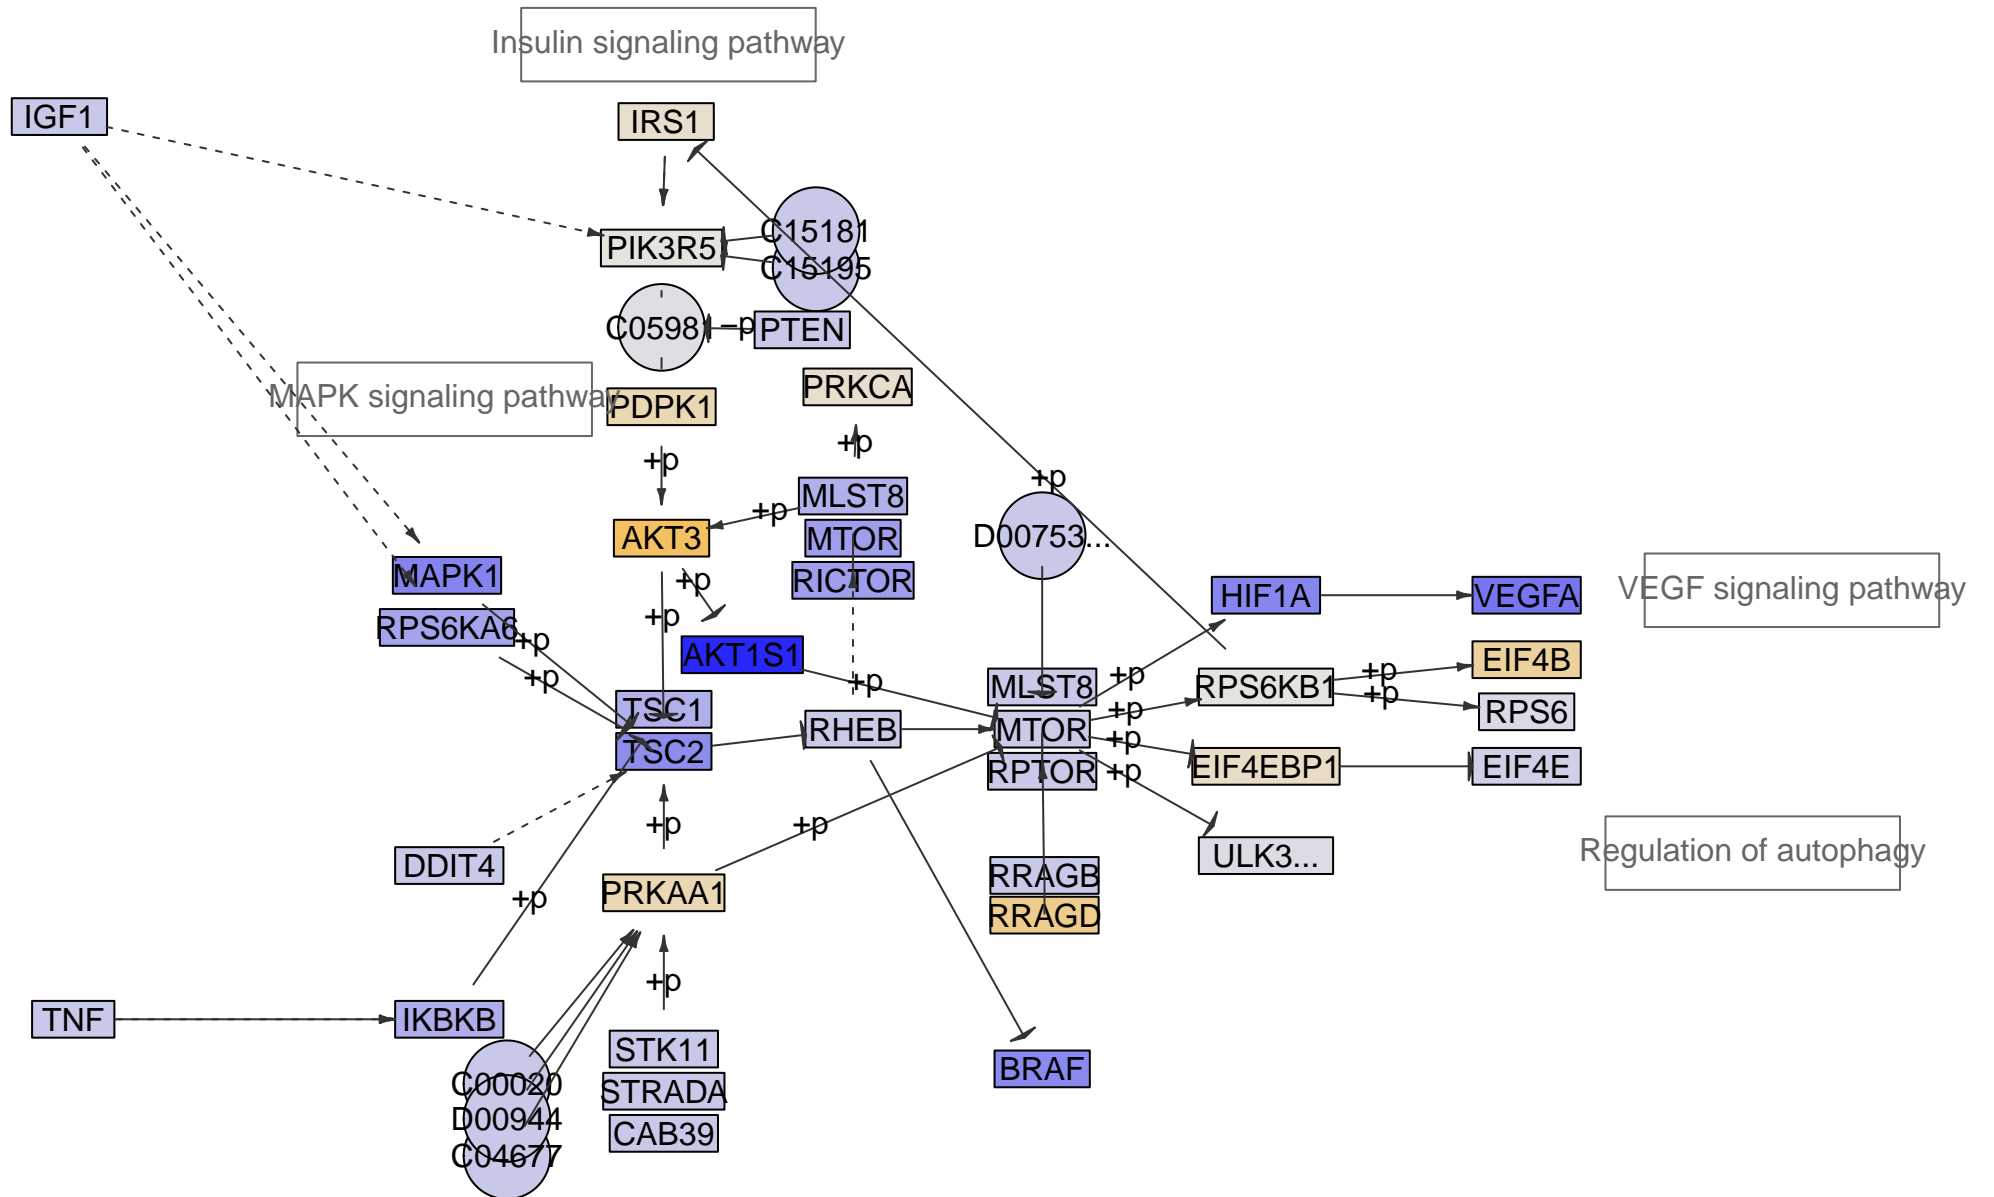 Insulin signaling pathway
IGF1
IRS1
C15181
PIK3R5
C15195
C0598
−p
PTEN
MAPK signaling pathway
PDPK1
PRKCA
+p
+p
+p
MLST8
+p
AKT3
MTOR
D00753...
MAPK1
+p
RICTOR
HIF1A
VEGFA
VEGF signaling pathway
RPS6KA6
+p
+p
AKT1S1
+p
+p
+p
MLST8
+p
RPS6KB1
+p
+p
EIF4B
TSC1
+p
RPS6
TSC2
RHEB
MTOR
+p
RPTOR
+p
EIF4EBP1
EIF4E
DDIT4
+p
+p
ULK3...
Regulation of autophagy
PRKAA1
+p
RRAGB
RRAGD
+p
TNF
IKBKB
STK11
BRAF
C00020
STRADA
D00944
CAB39
C04677